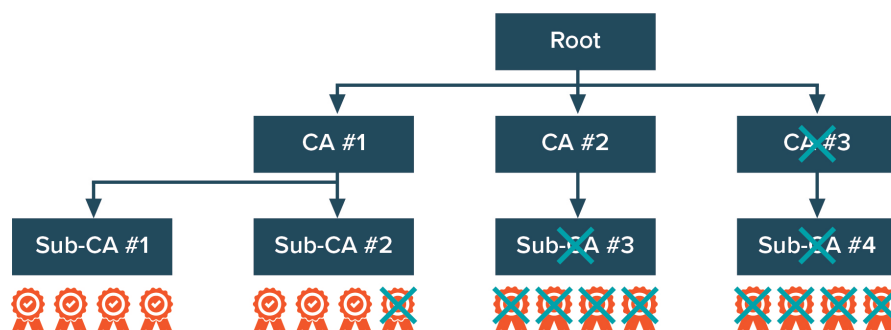 Root
CA #1
CA #2
CA #3
Sub-CA #1
Sub-CA #2
Sub-CA #3
Sub-CA #4